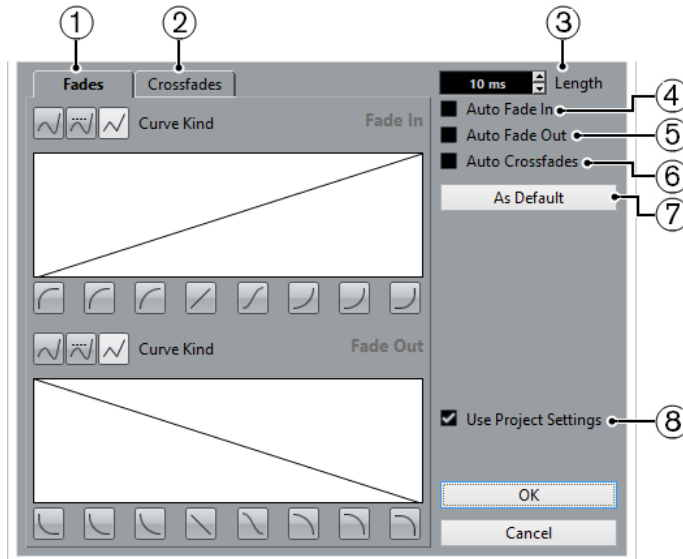 1
2
3
Fades
Crossfades
10 ms
Length
4
Auto Fade In
5
Auto Fade Out
6
Auto Crossfades
7
As Default
Curve Kind
Fade In
Curve Kind
Fade Out
8
Use Project Settings
OK
Cancel